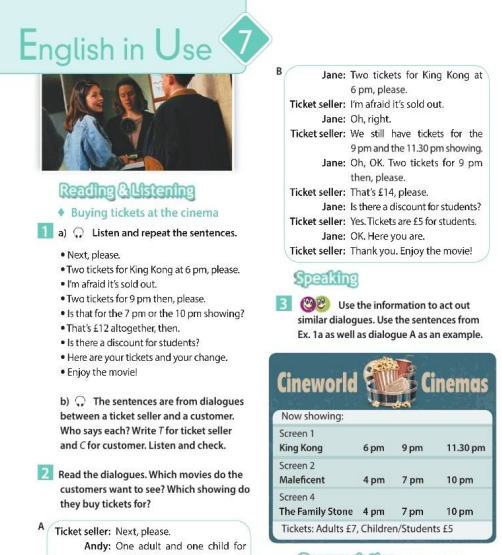 English in Use 7
Reading & Listening
♦ Buying tickets at the cinema
1 a) Listen and repeat the sentences.
• Next, please.
• Two tickets for King Kong at 6 pm, please.
• I'm afraid it's sold out.
• Two tickets for 9 pm then, please.
• Is that for the 7 pm or the 10 pm showing?
• That's £12 altogether, then.
• Is there a discount for students?
• Here are your tickets and your change.
• Enjoy the movie!
b) The sentences are from dialogues
between a ticket seller and a customer.
Who says each? Write T for ticket seller
and C for customer. Listen and check.
2 Read the dialogues. Which movies do the
customers want to see? Which showing do
they buy tickets for?
A Ticket seller: Next, please.
Andy: One adult and one child for
B Jane: Two tickets for King Kong at
6 pm, please.
Ticket seller: I'm afraid it's sold out.
Jane: Oh, right.
Ticket seller: We still have tickets for the
9 pm and the 11.30 pm showing.
Jane: Oh, OK. Two tickets for 9 pm
then, please.
Ticket seller: That's £14, please.
Jane: Is there a discount for students?
Ticket seller: Yes. Tickets are £5 for students.
Jane: OK. Here you are.
Ticket seller: Thank you. Enjoy the movie!
Speaking
3 Use the information to act out
similar dialogues. Use the sentences from
Ex. 1a as well as dialogue A as an example.
Cineworld Cinemas
Now showing:
Screen 1
King Kong 6 pm 9 pm 11.30 pm
Screen 2
Maleficent 4 pm 7 pm 10 pm
Screen 4
The Family Stone 4 pm 7 pm 10 pm
Tickets: Adults £7, Children/Students £5